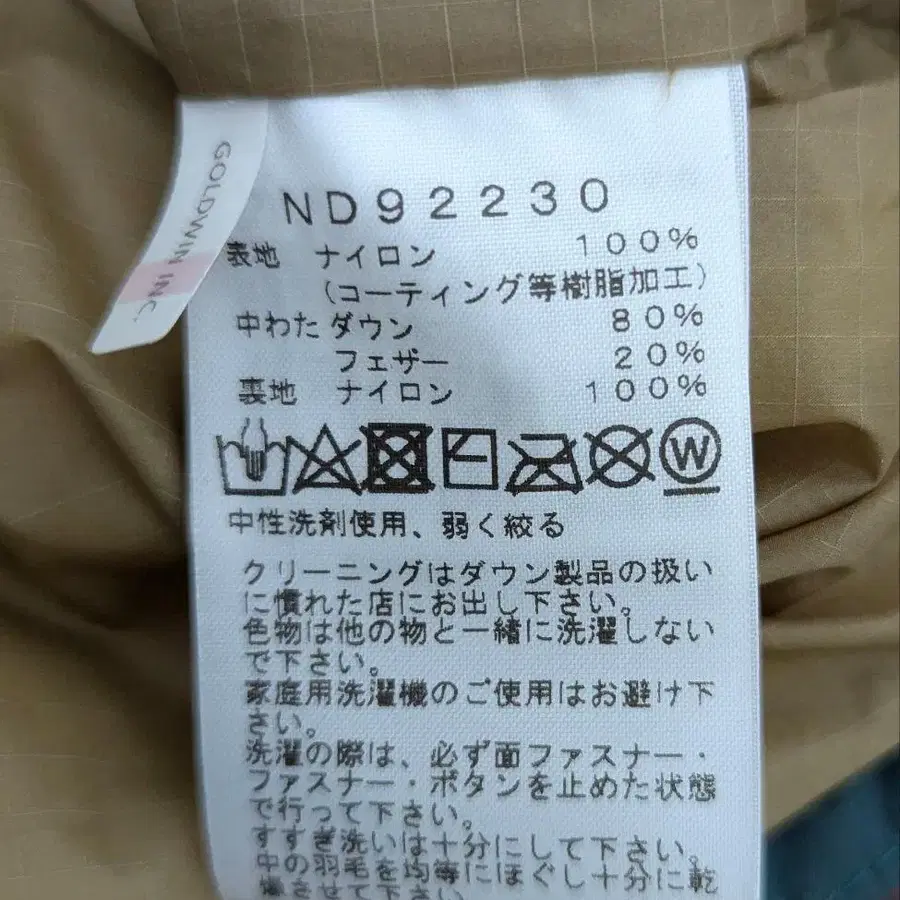 GOLDWIN INC.
ND92230
表地 ナイロン 100%
(コーティング等樹脂加工)
中わた ダウン 80%
フェザー 20%
裏地 ナイロン 100%
W
中性洗剤使用、弱く絞る
クリーニングはダウン製品の扱い
に慣れた店にお出し下さい。
色物は他の物と一緒に洗濯しない
で下さい。
家庭用洗濯機のご使用はお避け下
さい。
洗濯の際は、必ず面ファスナー・
ファスナー・ボタンを止めた状態
で行って下さい。
すすぎ洗いは十分にして下さい。
中の羽毛を均等にほぐし十分に乾
燥させて下さい。